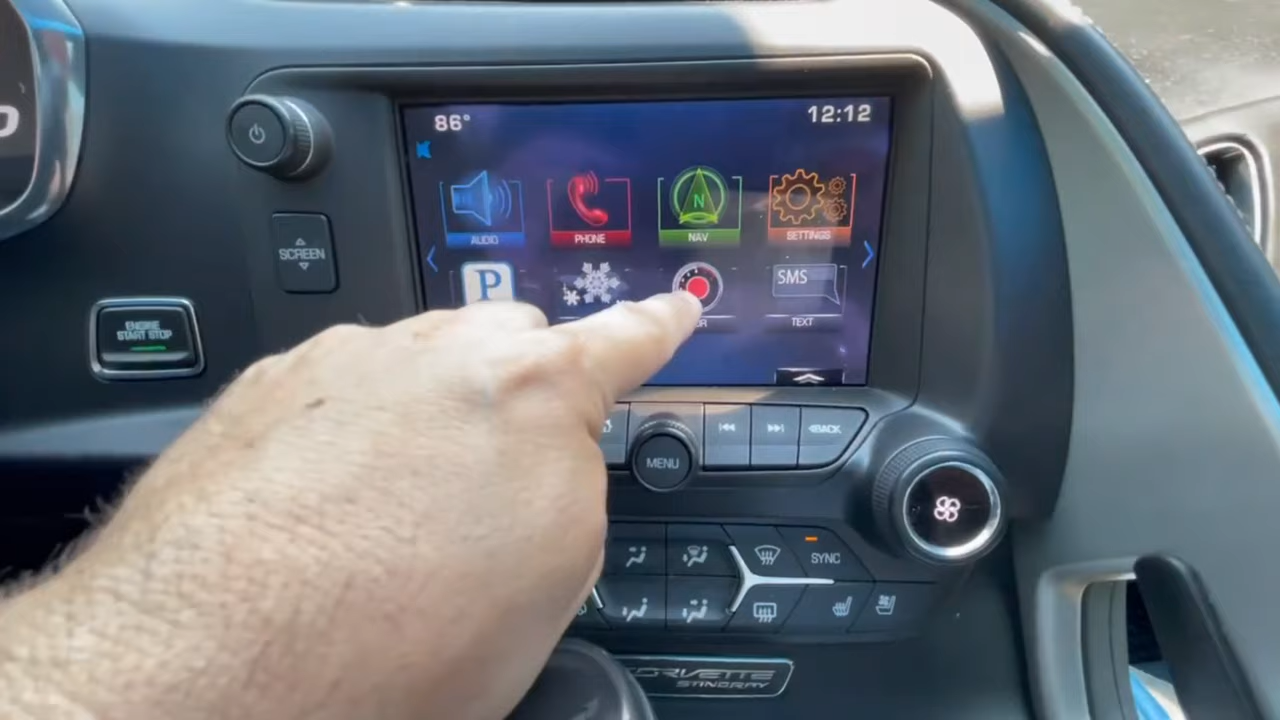 86°
12:12
AUDIO
PHONE
N
NAV
SETTINGS
P
SMS
TEXT
SCREEN
ENGINE
START STOP
MENU
BACK
SYNC
CORVETTE
STINGRAY